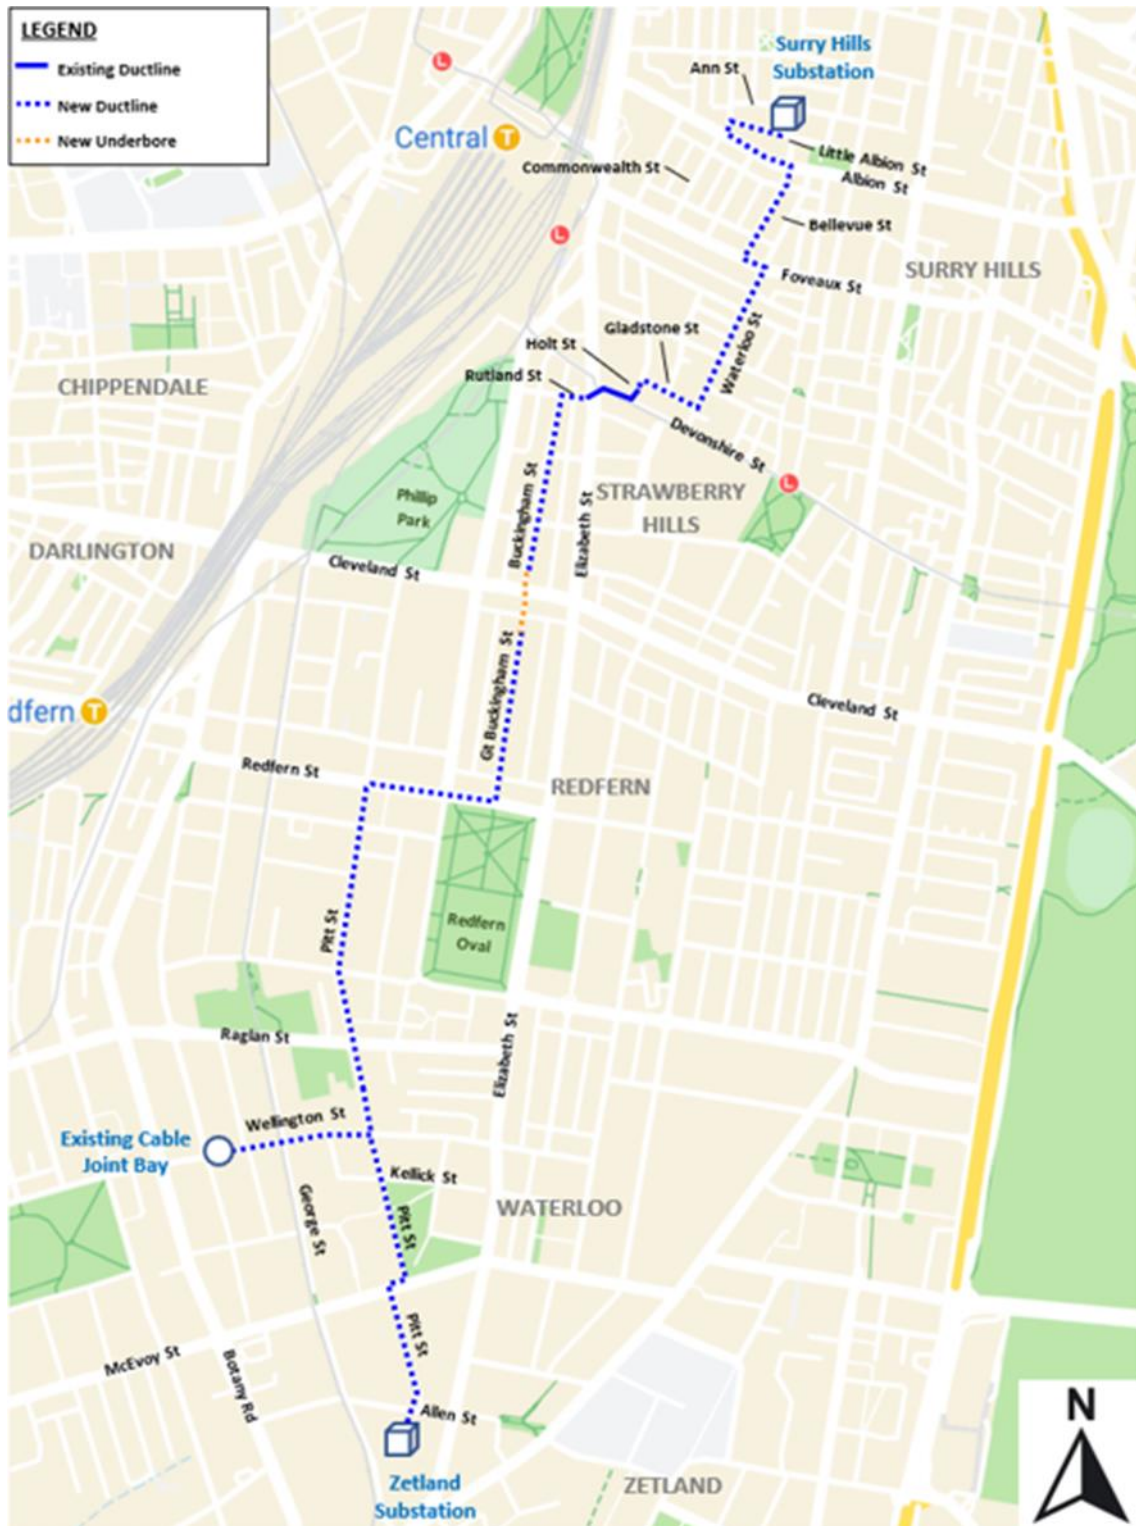 LEGEND
Existing Ductline
New Ductline
New Underbore
Surry Hills
Substation
Ann St
L
Central T
Little Albion St
Commonwealth St
Albion St
Bellevue St
L
SURRY HILLS
Foveaux St
Gladstone St
Holt St
Waterloo St
Rutland St
CHIPPENDALE
Devonshire St
L
Buckingham St
STRAWBERRY
HILLS
Phillip
Park
Elizabeth St
DARLINGTON
Cleveland St
Gt Buckingham St
Cleveland St
dfern T
Redfern St
REDFERN
Pitt St
Redfern
Oval
Raglan St
Elizabeth St
Wellington St
Existing Cable
Joint Bay
Kellick St
George St
Pitt St
WATERLOO
Pitt St
McEvoy St
Botany Rd
Allen St
N
Zetland
Substation
ZETLAND